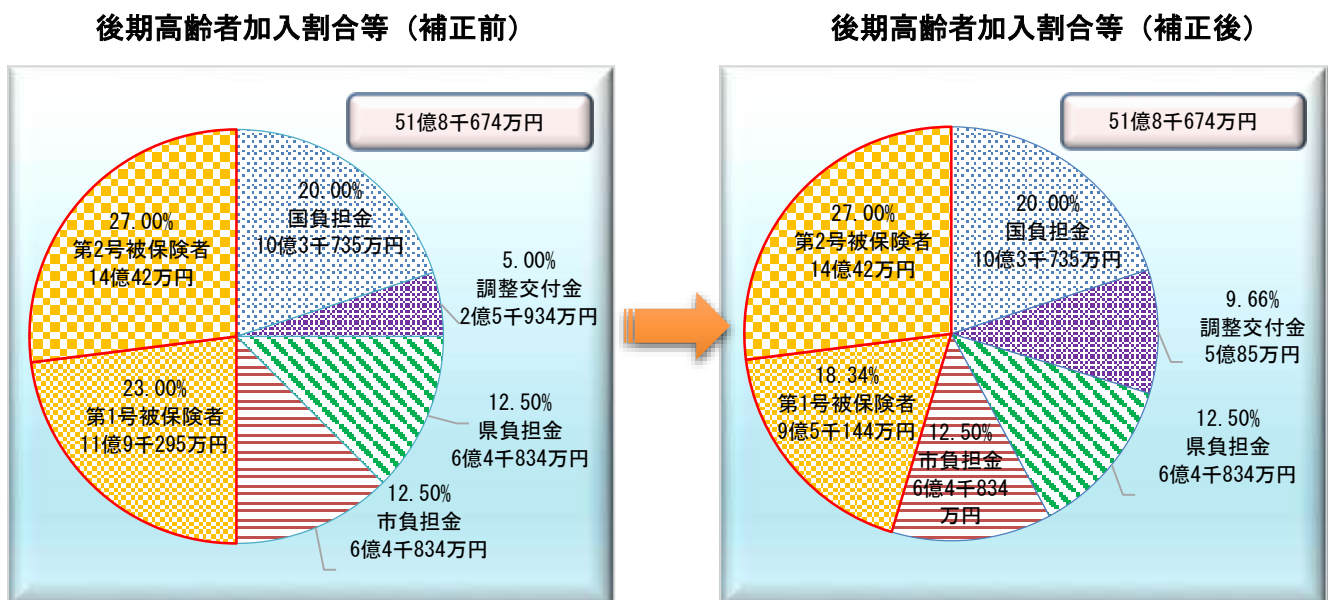 後期高齢者加入割合等（補正前）
51億8千674万円
20.00%
国負担金
10億3千735万円
5.00%
調整交付金
2億5千934万円
12.50%
県負担金
6億4千834万円
12.50%
市負担金
6億4千834万円
23.00%
第1号被保険者
11億9千295万円
27.00%
第2号被保険者
14億42万円
後期高齢者加入割合等（補正後）
51億8千674万円
20.00%
国負担金
10億3千735万円
9.66%
調整交付金
5億85万円
12.50%
県負担金
6億4千834万円
12.50%
市負担金
6億4千834
万円
18.34%
第1号被保険者
9億5千144万円
27.00%
第2号被保険者
14億42万円